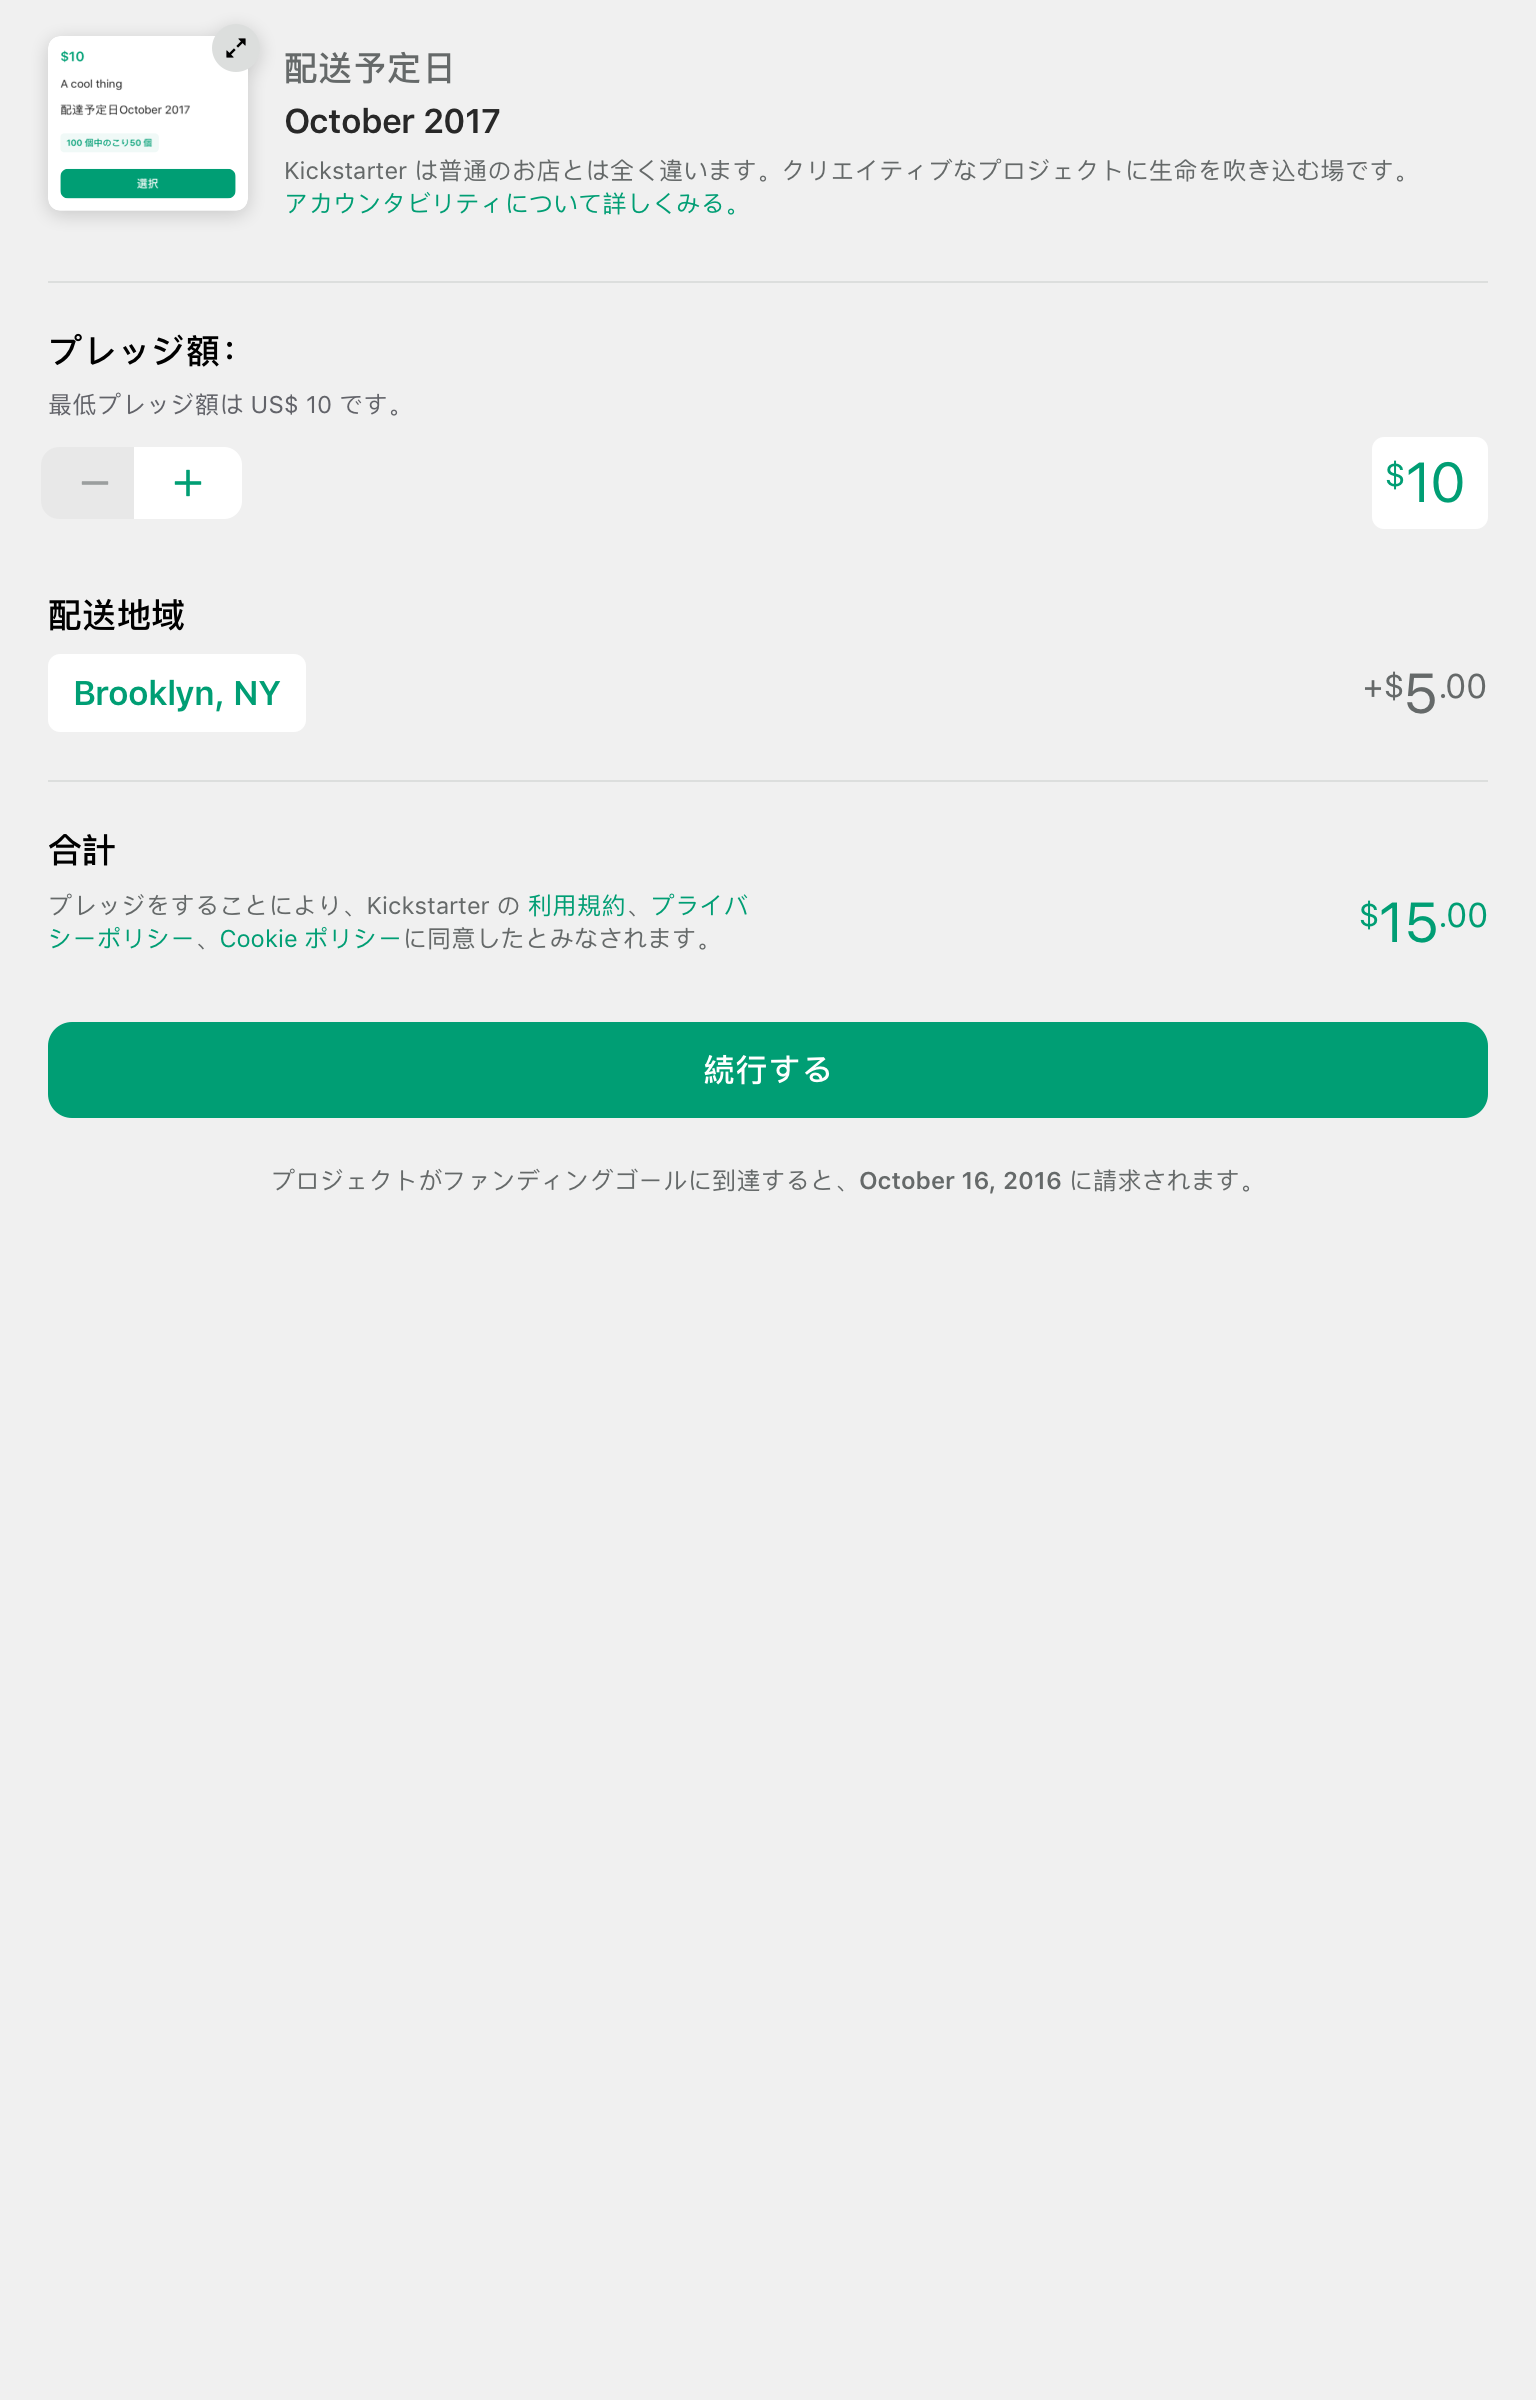 $10
A cool thing
配達予定日October 2017
100 個中のこり50 個
選択
配送予定日
October 2017
Kickstarter は普通のお店とは全く違います。クリエイティブなプロジェクトに生命を吹き込む場です。
アカウンタビリティについて詳しくみる。
プレッジ額:
最低プレッジ額は US$ 10 です。
$10
配送地域
Brooklyn, NY
+$5.00
合計
プレッジをすることにより、Kickstarter の 利用規約、プライバ
シーポリシー、Cookie ポリシーに同意したとみなされます。
$15.00
続行する
プロジェクトがファンディングゴールに到達すると、October 16, 2016 に請求されます。